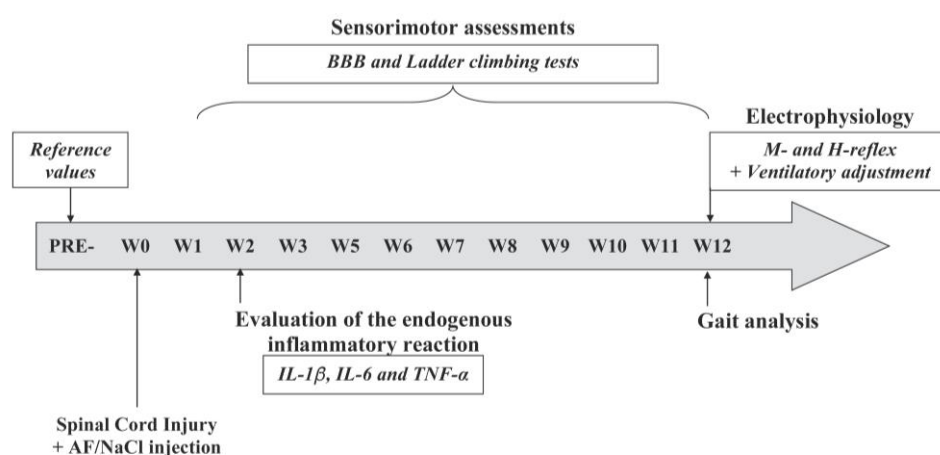 Sensorimotor assessments
BBB and Ladder climbing tests
Electrophysiology
Reference
values
M- and H-reflex
+ Ventilatory adjustment
PRE- W0 W1 W2 W3 W5 W6 W7 W8 W9 W10 W11 W12
Evaluation of the endogenous
inflammatory reaction
IL-1β, IL-6 and TNF-α
Gait analysis
Spinal Cord Injury
+ AF/NaCl injection